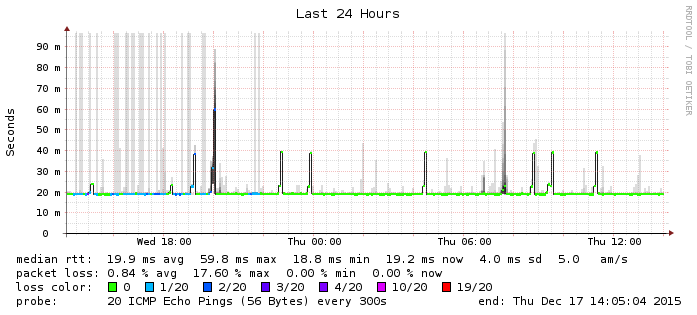 Last 24 Hours
RRDTOOL / TOBI OETIKER
Seconds
90 m
80 m
70 m
60 m
50 m
40 m
30 m
20 m
10 m
0
Wed 18:00 Thu 00:00 Thu 06:00 Thu 12:00
median rtt: 19.9 ms avg 59.8 ms max 18.8 ms min 19.2 ms now 4.0 ms sd 5.0 am/s
packet loss: 0.84 % avg 17.60 % max 0.00 % min 0.00 % now
loss color: 0 1/20 2/20 3/20 4/20 10/20 19/20
probe: 20 ICMP Echo Pings (56 Bytes) every 300s end: Thu Dec 17 14:05:04 2015